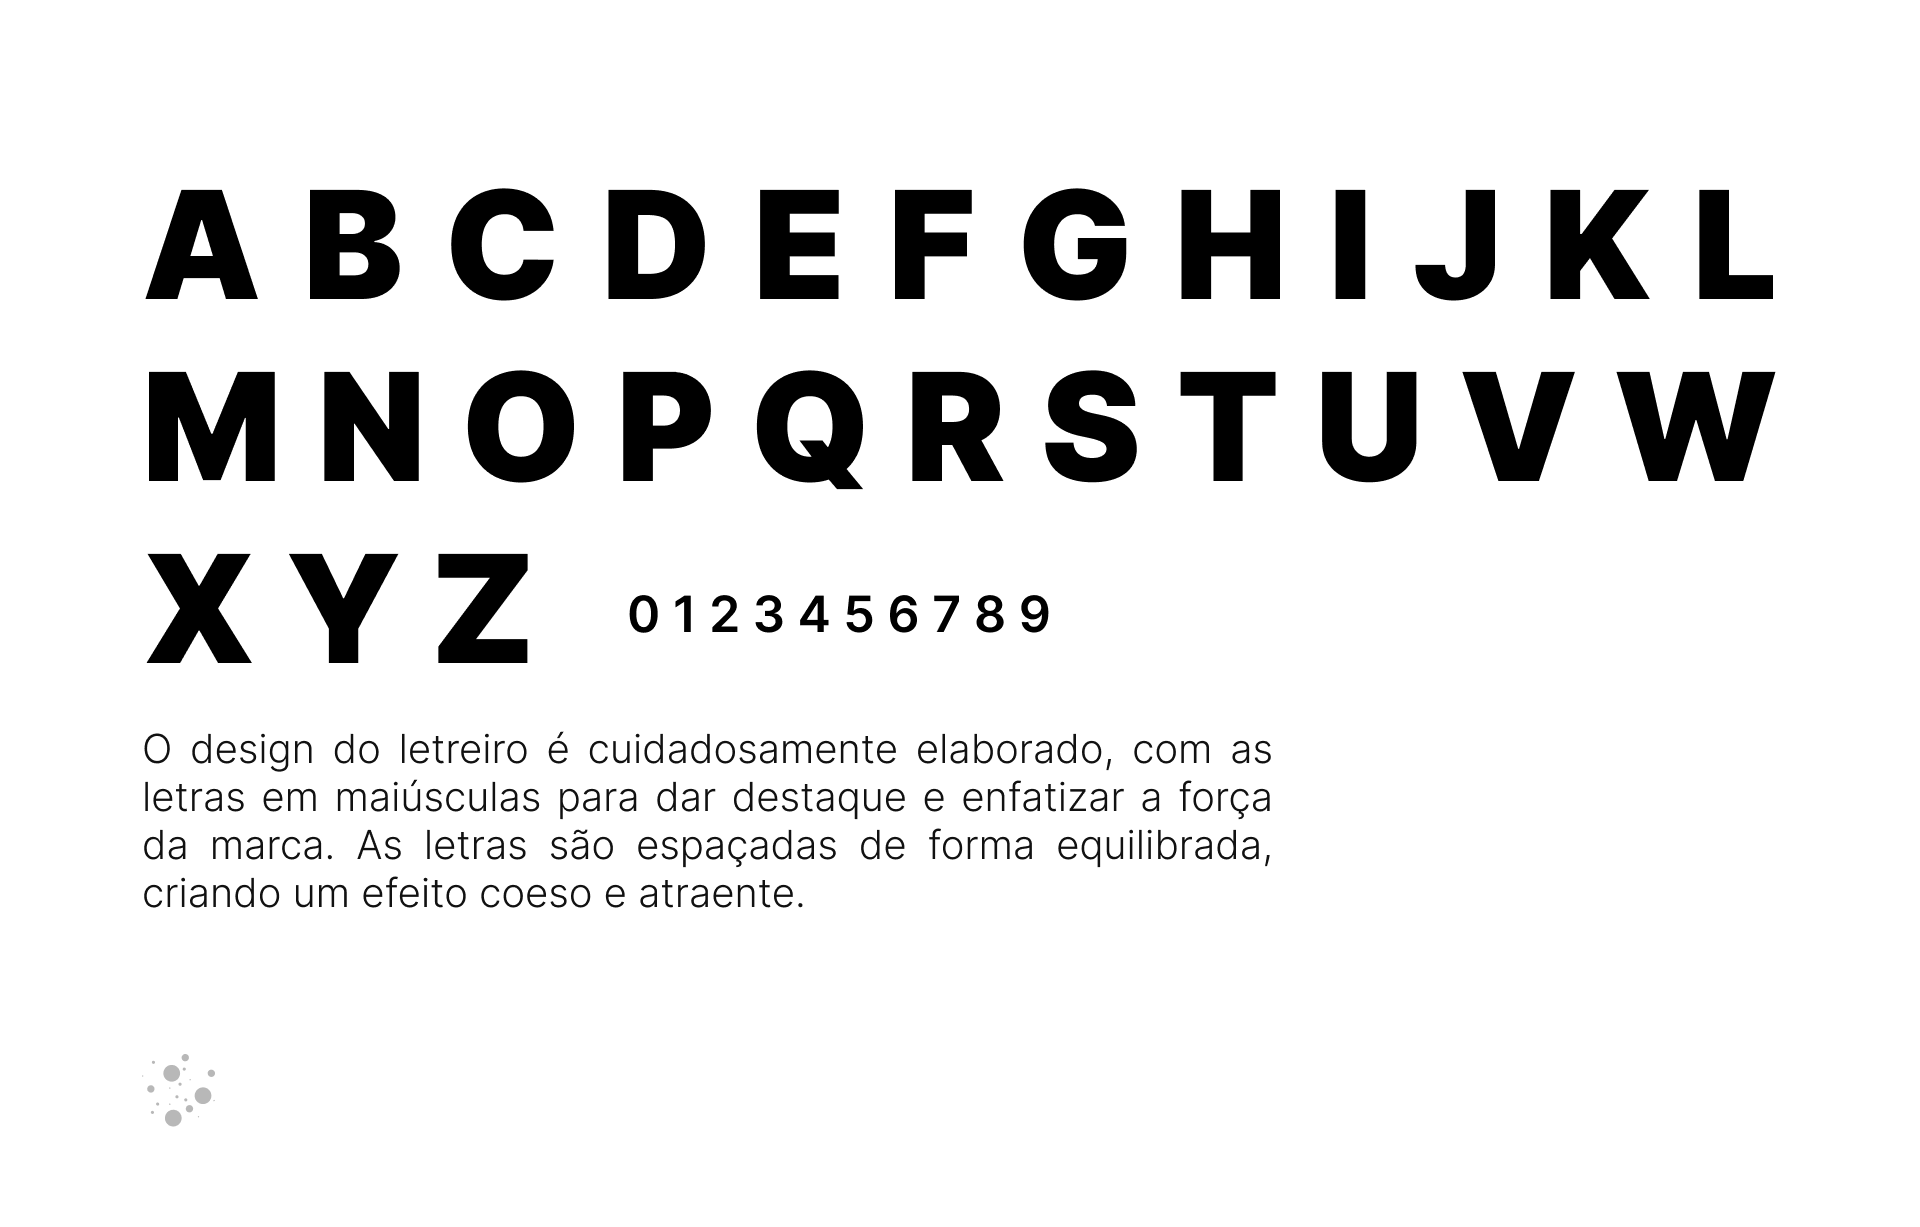 A B C D E F G H I J K L
M N O P Q R S T U V W
X Y Z 0 1 2 3 4 5 6 7 8 9
O design do letreiro é cuidadosamente elaborado, com as
letras em maiúsculas para dar destaque e enfatizar a força
da marca. As letras são espaçadas de forma equilibrada,
criando um efeito coeso e atraente.